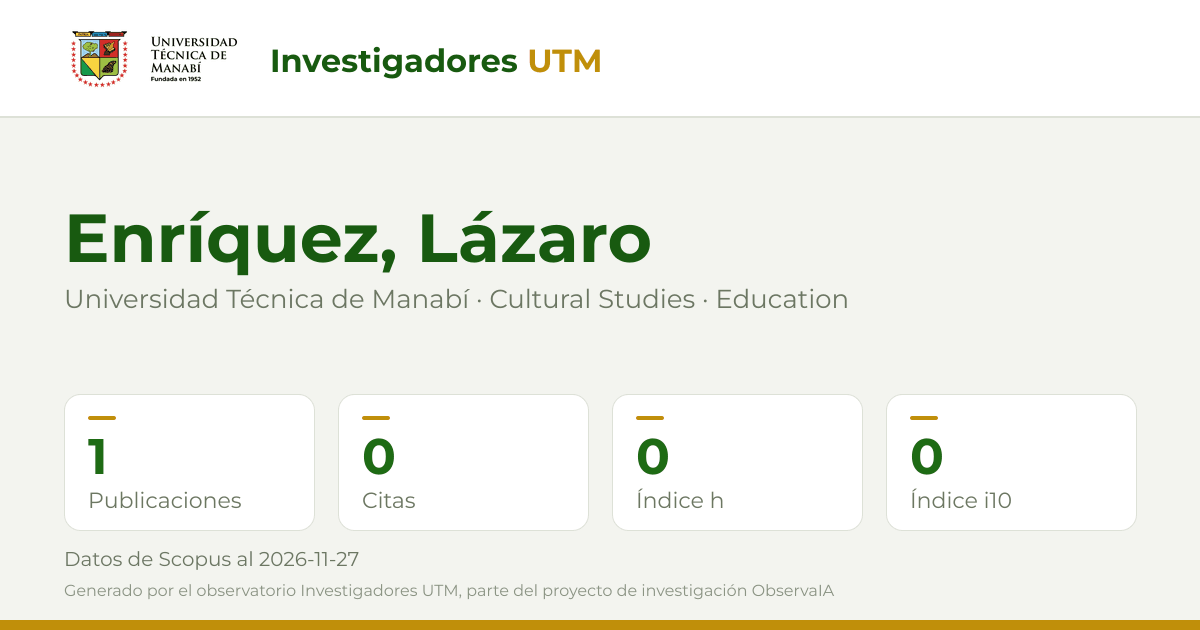 UNIVERSIDAD
TÉCNICA DE
MANABÍ
Fundada en 1952
Investigadores UTM
Enríquez, Lázaro
Universidad Técnica de Manabí · Cultural Studies · Education
1
Publicaciones
0
Citas
0
Índice h
0
Índice i10
Datos de Scopus al 2026-11-27
Generado por el observatorio Investigadores UTM, parte del proyecto de investigación ObservaIA